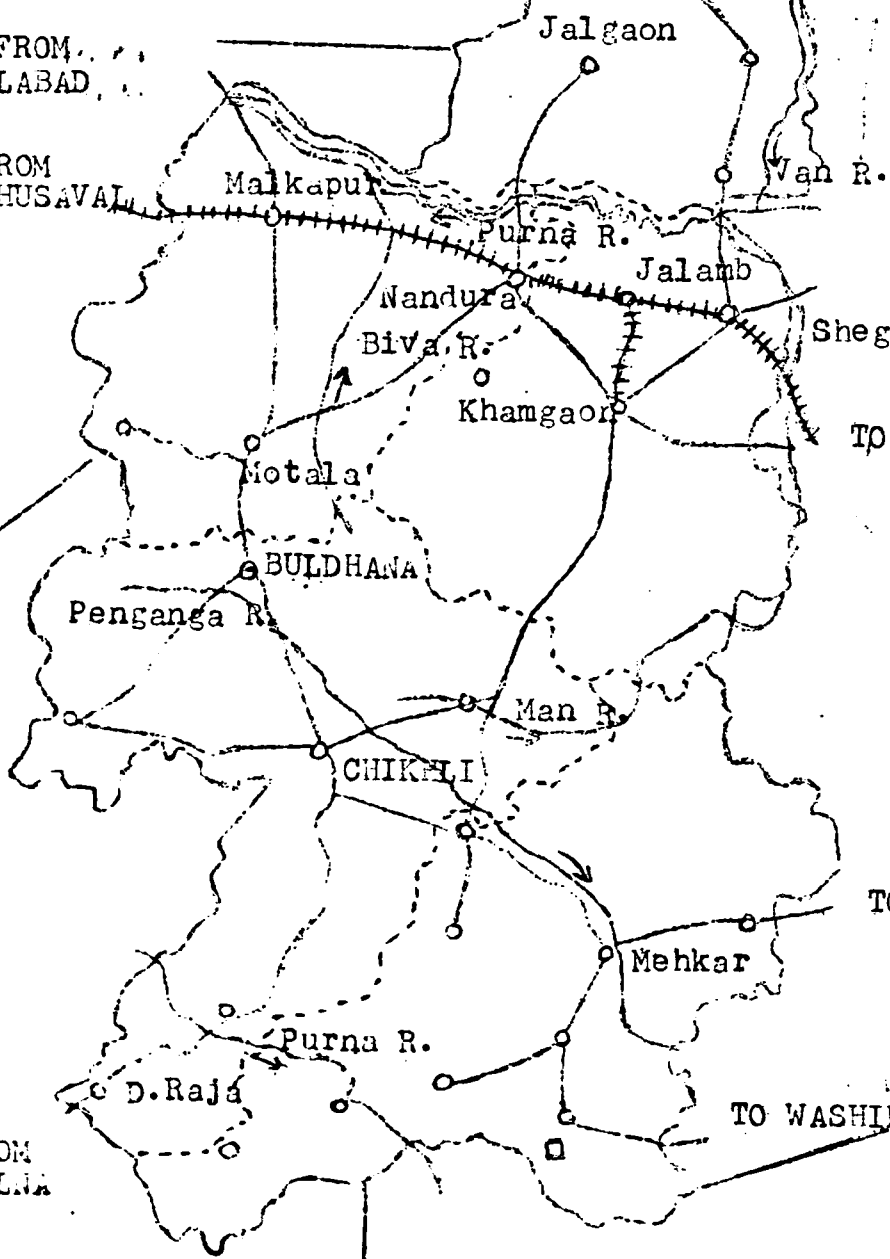 Jalgaon
FROM
LABAD
ROM
HUSAVAL
Malkapur
Van R.
Purna R.
Jalamb
Nandura
Sheg
Biva R.
Khamgaon
TO
Motala
BULDHANA
Penganga R.
Man R.
CHIKHLI
TO
Mehkar
Purna R.
D.Raja
TO WASHI
OM
LNA